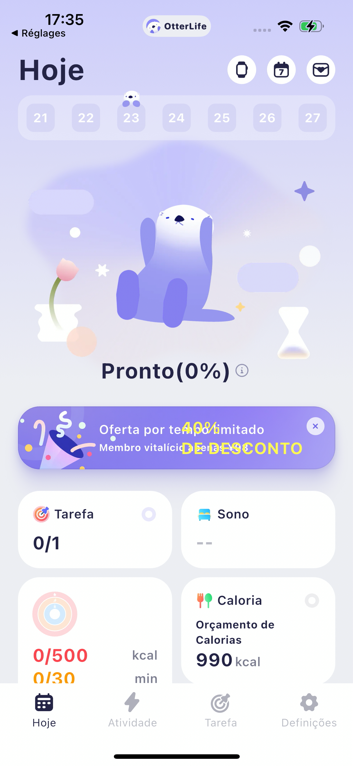 17:35
◀ Réglages
OtterLife
Hoje
7
21 22 23 24 25 26 27
Pronto(0%)
Oferta por tempo limitado
40%
DE DESCONTO
Membro vitalício apenas
Tarefa
0/1
Sono
--
0/500 kcal
0/30 min
Caloria
Orçamento de
Calorias
990 kcal
Hoje
Atividade
Tarefa
Definições